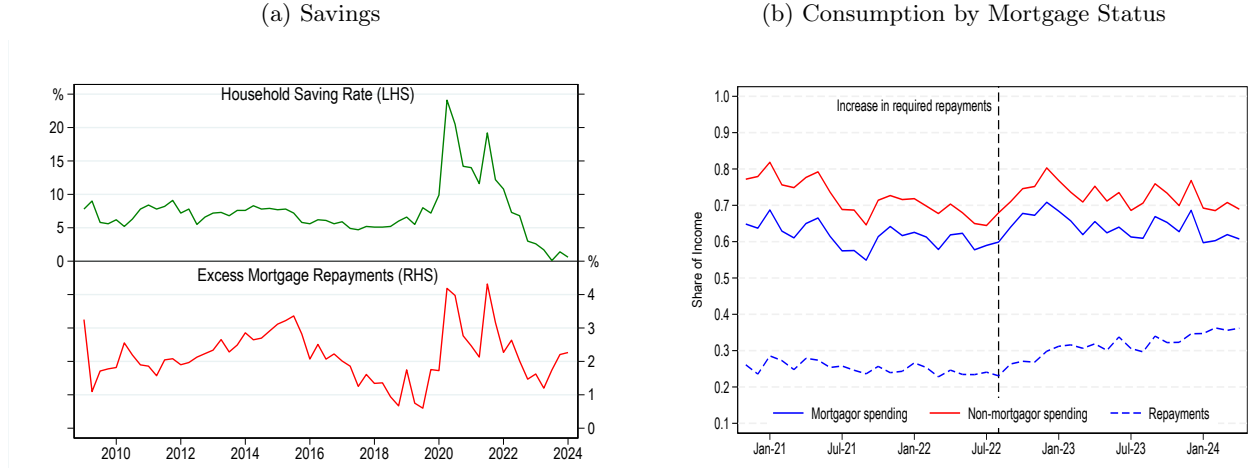 (a) Savings
(b) Consumption by Mortgage Status
%
Household Saving Rate (LHS)
20
15
10
5
0
%
Excess Mortgage Repayments (RHS)
4
3
2
1
0
2010
2012
2014
2016
2018
2020
2022
2024
Share of Income
1.0
0.9
0.8
0.7
0.6
0.5
0.4
0.3
0.2
0.1
Increase in required repayments
Mortgagor spending
Non-mortgagor spending
Repayments
Jan-21
Jul-21
Jan-22
Jul-22
Jan-23
Jul-23
Jan-24